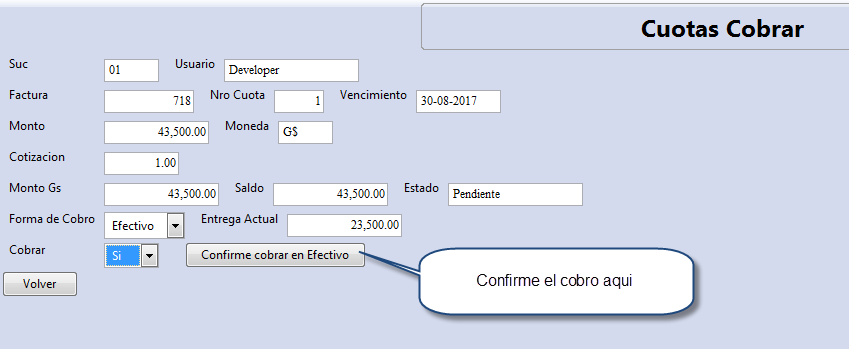 Cuotas Cobrar
Suc 01 Usuario Developer
Factura 718 Nro Cuota 1 Vencimiento 30-08-2017
Monto 43,500.00 Moneda G$
Cotizacion 1.00
Monto Gs 43,500.00 Saldo 43,500.00 Estado Pendiente
Forma de Cobro Efectivo Entrega Actual 23,500.00
Cobrar Si Confirme cobrar en Efectivo
Confirme el cobro aqui
Volver